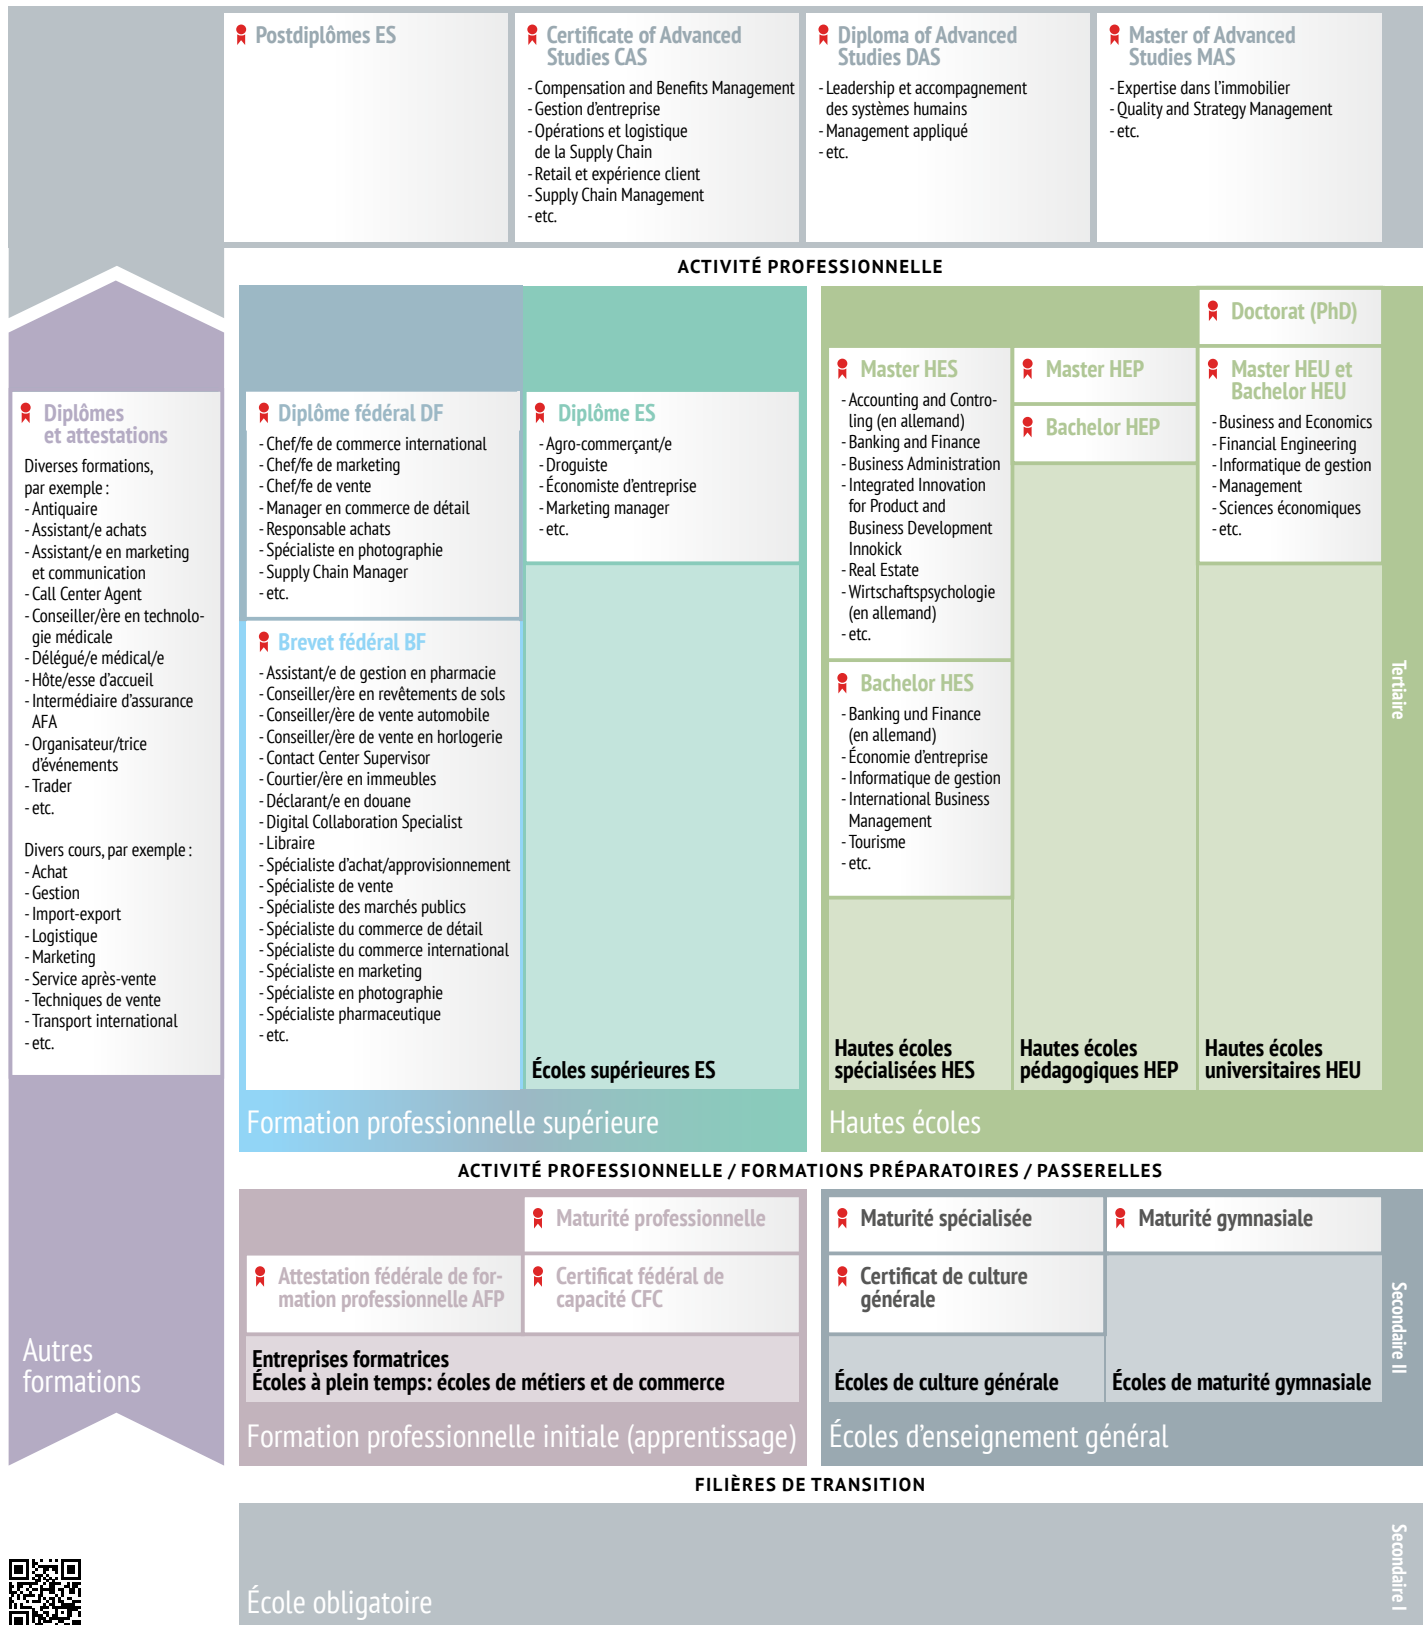 Postdiplômes ES
Certificate of Advanced
Studies CAS
- Compensation and Benefits Management
- Gestion d'entreprise
- Opérations et logistique
de la Supply Chain
- Retail et expérience client
- Supply Chain Management
- etc.
Diploma of Advanced
Studies DAS
- Leadership et accompagnement
des systèmes humains
- Management appliqué
- etc.
Master of Advanced
Studies MAS
- Expertise dans l'immobilier
- Quality and Strategy Management
- etc.
ACTIVITÉ PROFESSIONNELLE
Diplômes
et attestations
Diverses formations,
par exemple :
- Antiquaire
- Assistant/e achats
- Assistant/e en marketing
et communication
- Call Center Agent
- Conseiller/ère en technolo-
gie médicale
- Délégué/e médical/e
- Hôte/esse d'accueil
- Intermédiaire d'assurance
AFA
- Organisateur/trice
d'événements
- Trader
- etc.
Divers cours, par exemple :
- Achat
- Gestion
- Import-export
- Logistique
- Marketing
- Service après-vente
- Techniques de vente
- Transport international
- etc.
Autres
formations
Diplôme fédéral DF
- Chef/fe de commerce international
- Chef/fe de marketing
- Chef/fe de vente
- Manager en commerce de détail
- Responsable achats
- Spécialiste en photographie
- Supply Chain Manager
- etc.
Brevet fédéral BF
- Assistant/e de gestion en pharmacie
- Conseiller/ère en revêtements de sols
- Conseiller/ère de vente automobile
- Conseiller/ère de vente en horlogerie
- Contact Center Supervisor
- Courtier/ère en immeubles
- Déclarant/e en douane
- Digital Collaboration Specialist
- Libraire
- Spécialiste d'achat/approvisionnement
- Spécialiste de vente
- Spécialiste des marchés publics
- Spécialiste du commerce de détail
- Spécialiste du commerce international
- Spécialiste en marketing
- Spécialiste en photographie
- Spécialiste pharmaceutique
- etc.
Diplôme ES
- Agro-commerçant/e
- Droguiste
- Économiste d'entreprise
- Marketing manager
- etc.
Écoles supérieures ES
Formation professionnelle supérieure
Master HES
- Accounting and Contro-
ling (en allemand)
- Banking and Finance
- Business Administration
- Integrated Innovation
for Product and
Business Development
Innokick
- Real Estate
- Wirtschaftspsychologie
(en allemand)
- etc.
Bachelor HES
- Banking und Finance
(en allemand)
- Économie d'entreprise
- Informatique de gestion
- International Business
Management
- Tourisme
- etc.
Hautes écoles
spécialisées HES
Master HEP
Bachelor HEP
Hautes écoles
pédagogiques HEP
Doctorat (PhD)
Master HEU et
Bachelor HEU
- Business and Economics
- Financial Engineering
- Informatique de gestion
- Management
- Sciences économiques
- etc.
Hautes écoles
universitaires HEU
Hautes écoles
Tertiaire
ACTIVITÉ PROFESSIONNELLE / FORMATIONS PRÉPARATOIRES / PASSERELLES
Maturité professionnelle
Attestation fédérale de for-
mation professionnelle AFP
Certificat fédéral de
capacité CFC
Entreprises formatrices
Écoles à plein temps: écoles de métiers et de commerce
Formation professionnelle initiale (apprentissage)
Maturité spécialisée
Certificat de culture
générale
Écoles de culture générale
Maturité gymnasiale
Écoles de maturité gymnasiale
Écoles d'enseignement général
Secondaire II
FILIÈRES DE TRANSITION
École obligatoire
Secondaire I